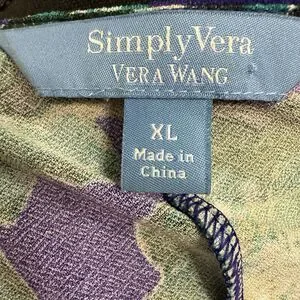 Simply Vera
VERA WANG
XL
Made in
China